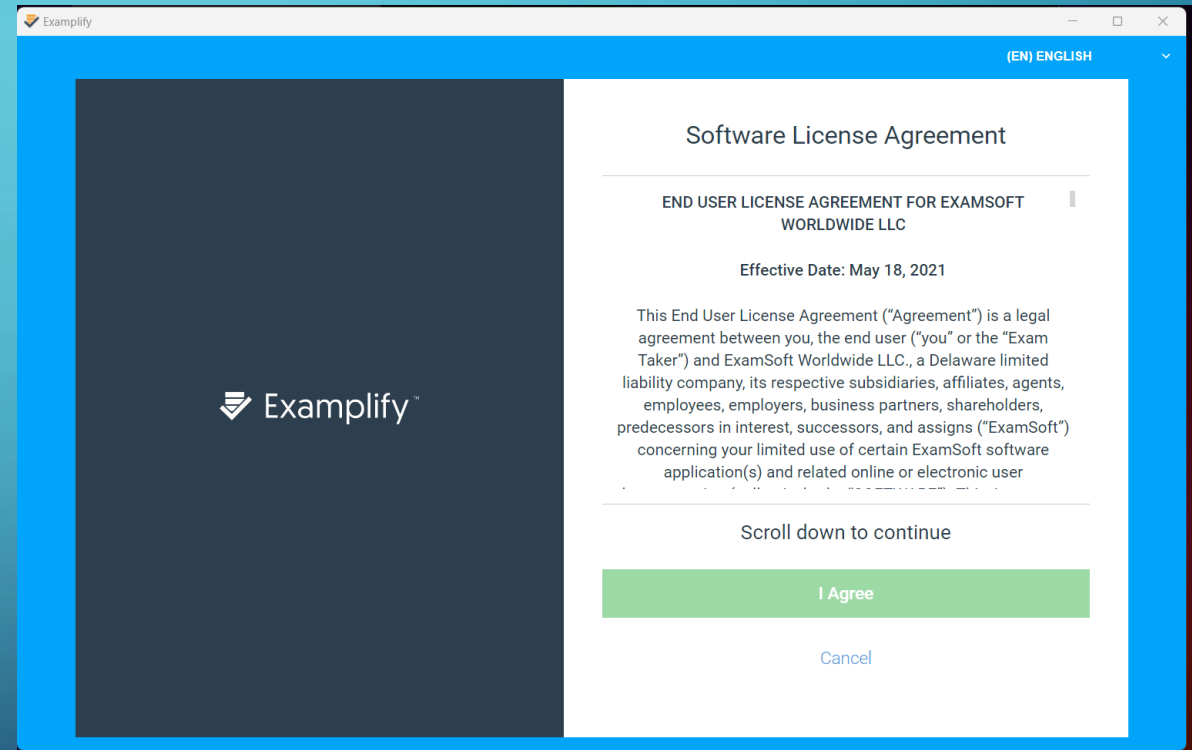 Examplify
(EN) ENGLISH
Software License Agreement
END USER LICENSE AGREEMENT FOR EXAMSOFT
WORLDWIDE LLC
Effective Date: May 18, 2021
This End User License Agreement (“Agreement”) is a legal
agreement between you, the end user (“you” or the “Exam
Taker”) and ExamSoft Worldwide LLC., a Delaware limited
liability company, its respective subsidiaries, affiliates, agents,
employees, employers, business partners, shareholders,
predecessors in interest, successors, and assigns (“ExamSoft”)
concerning your limited use of certain ExamSoft software
application(s) and related online or electronic user
Examplify™
Scroll down to continue
I Agree
Cancel